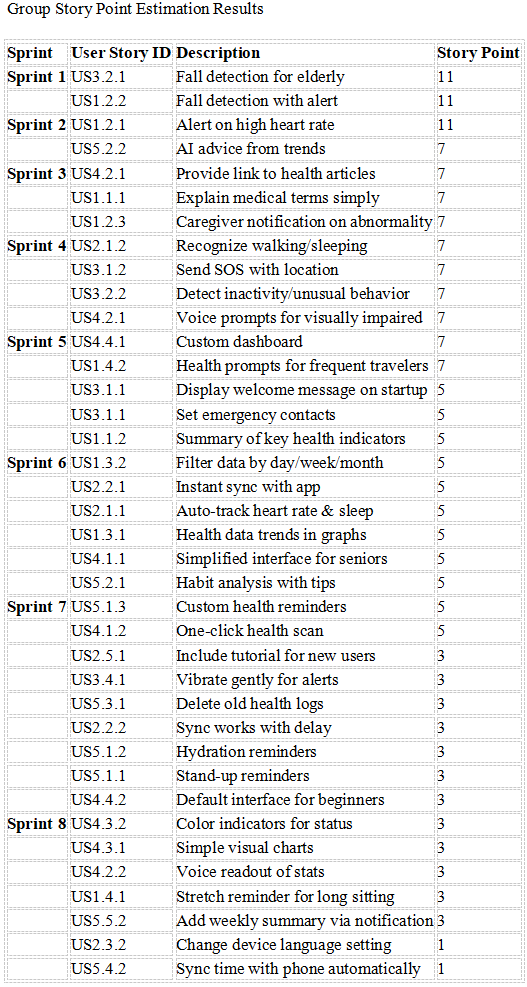 Group Story Point Estimation Results
Sprint User Story ID Description Story Point
Sprint 1 US3.2.1 Fall detection for elderly 11
US1.2.2 Fall detection with alert 11
Sprint 2 US1.2.1 Alert on high heart rate 11
US5.2.2 AI advice from trends 7
Sprint 3 US4.2.1 Provide link to health articles 7
US1.1.1 Explain medical terms simply 7
US1.2.3 Caregiver notification on abnormality 7
Sprint 4 US2.1.2 Recognize walking/sleeping 7
US3.1.2 Send SOS with location 7
US3.2.2 Detect inactivity/unusual behavior 7
US4.2.1 Voice prompts for visually impaired 7
Sprint 5 US4.4.1 Custom dashboard 7
US1.4.2 Health prompts for frequent travelers 7
US3.1.1 Display welcome message on startup 5
US3.1.1 Set emergency contacts 5
US1.1.2 Summary of key health indicators 5
Sprint 6 US1.3.2 Filter data by day/week/month 5
US2.2.1 Instant sync with app 5
US2.1.1 Auto-track heart rate & sleep 5
US1.3.1 Health data trends in graphs 5
US4.1.1 Simplified interface for seniors 5
US5.2.1 Habit analysis with tips 5
Sprint 7 US5.1.3 Custom health reminders 5
US4.1.2 One-click health scan 5
US2.5.1 Include tutorial for new users 3
US3.4.1 Vibrate gently for alerts 3
US5.3.1 Delete old health logs 3
US2.2.2 Sync works with delay 3
US5.1.2 Hydration reminders 3
US5.1.1 Stand-up reminders 3
US4.4.2 Default interface for beginners 3
Sprint 8 US4.3.2 Color indicators for status 3
US4.3.1 Simple visual charts 3
US4.2.2 Voice readout of stats 3
US1.4.1 Stretch reminder for long sitting 3
US5.5.2 Add weekly summary via notification 3
US2.3.2 Change device language setting 1
US5.4.2 Sync time with phone automatically 1